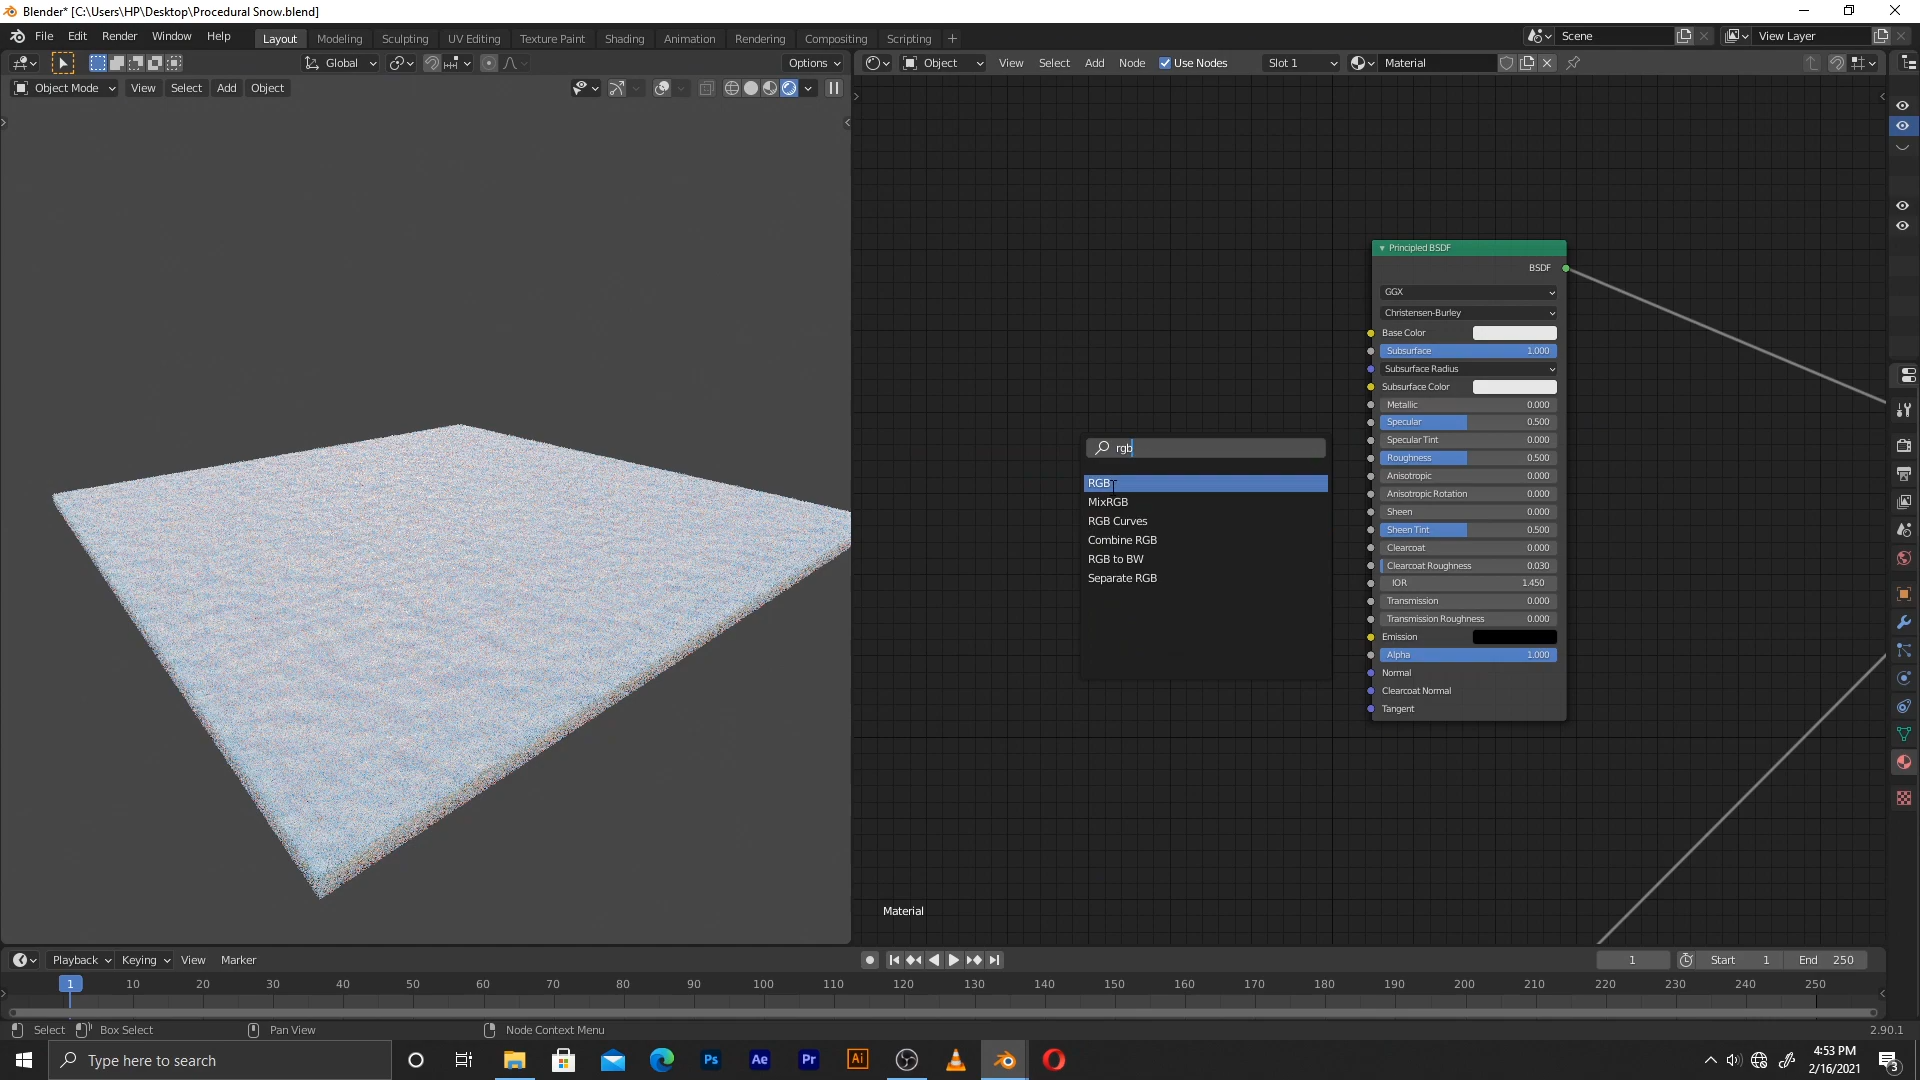 Blender* [C:\Users\HP\Desktop\Procedural Snow.blend]
File Edit Render Window Help
Layout Modeling Sculpting UV Editing Texture Paint Shading Animation Rendering Compositing Scripting
Scene
View Layer
Global
Options
Object
View Select Add Node
Use Nodes
Slot 1
Material
Object Mode
View Select Add Object
Principled BSDF
BSDF
GGX
Christensen-Burley
Base Color
Subsurface 1.000
Subsurface Radius
Subsurface Color
Metallic 0.000
Specular 0.500
Specular Tint 0.000
Roughness 0.500
Anisotropic 0.000
Anisotropic Rotation 0.000
Sheen 0.000
Sheen Tint 0.500
Clearcoat 0.000
Clearcoat Roughness 0.030
IOR 1.450
Transmission 0.000
Transmission Roughness 0.000
Emission
Alpha 1.000
Normal
Clearcoat Normal
Tangent
rgb
RGB
MixRGB
RGB Curves
Combine RGB
RGB to BW
Separate RGB
Material
Playback Keying View Marker
1
Start 1
End 250
1 10 20 30 40 50 60 70 80 90 100 110 120 130 140 150 160 170 180 190 200 210 220 230 240 250
Select Box Select Pan View Node Context Menu
2.90.1
Type here to search
Ps Ae Pr Ai
4:53 PM
2/16/2021
3